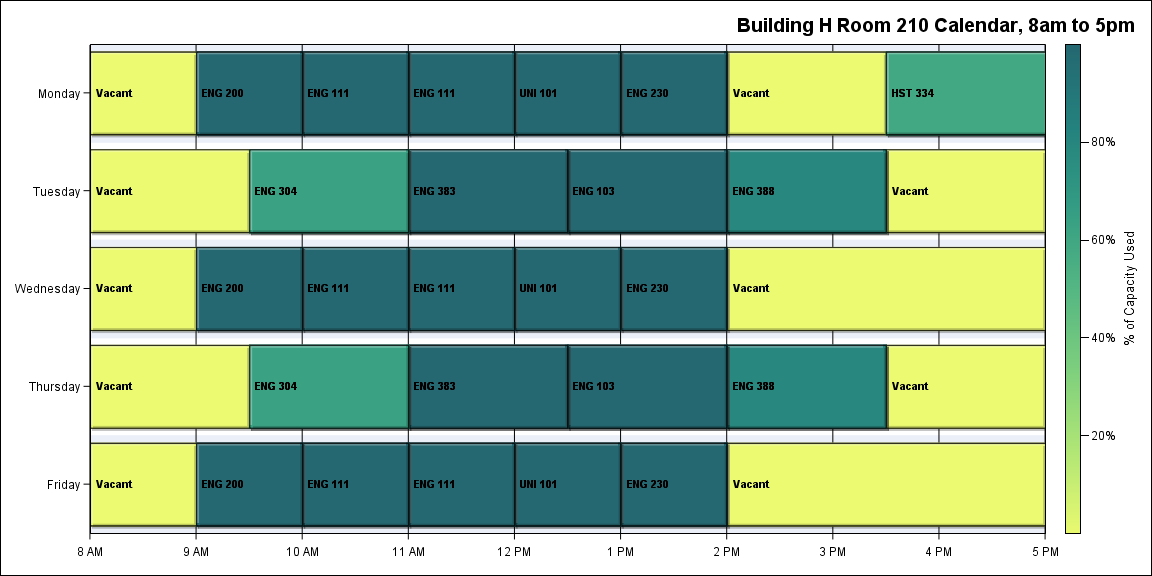 Building H Room 210 Calendar, 8am to 5pm
Monday
Vacant
ENG 200
ENG 111
ENG 111
UNI 101
ENG 230
Vacant
HST 334
Tuesday
Vacant
ENG 304
ENG 383
ENG 103
ENG 388
Vacant
Wednesday
Vacant
ENG 200
ENG 111
ENG 111
UNI 101
ENG 230
Vacant
Thursday
Vacant
ENG 304
ENG 383
ENG 103
ENG 388
Vacant
Friday
Vacant
ENG 200
ENG 111
ENG 111
UNI 101
ENG 230
Vacant
8 AM
9 AM
10 AM
11 AM
12 PM
1 PM
2 PM
3 PM
4 PM
5 PM
80%
60%
40%
20%
% of Capacity Used